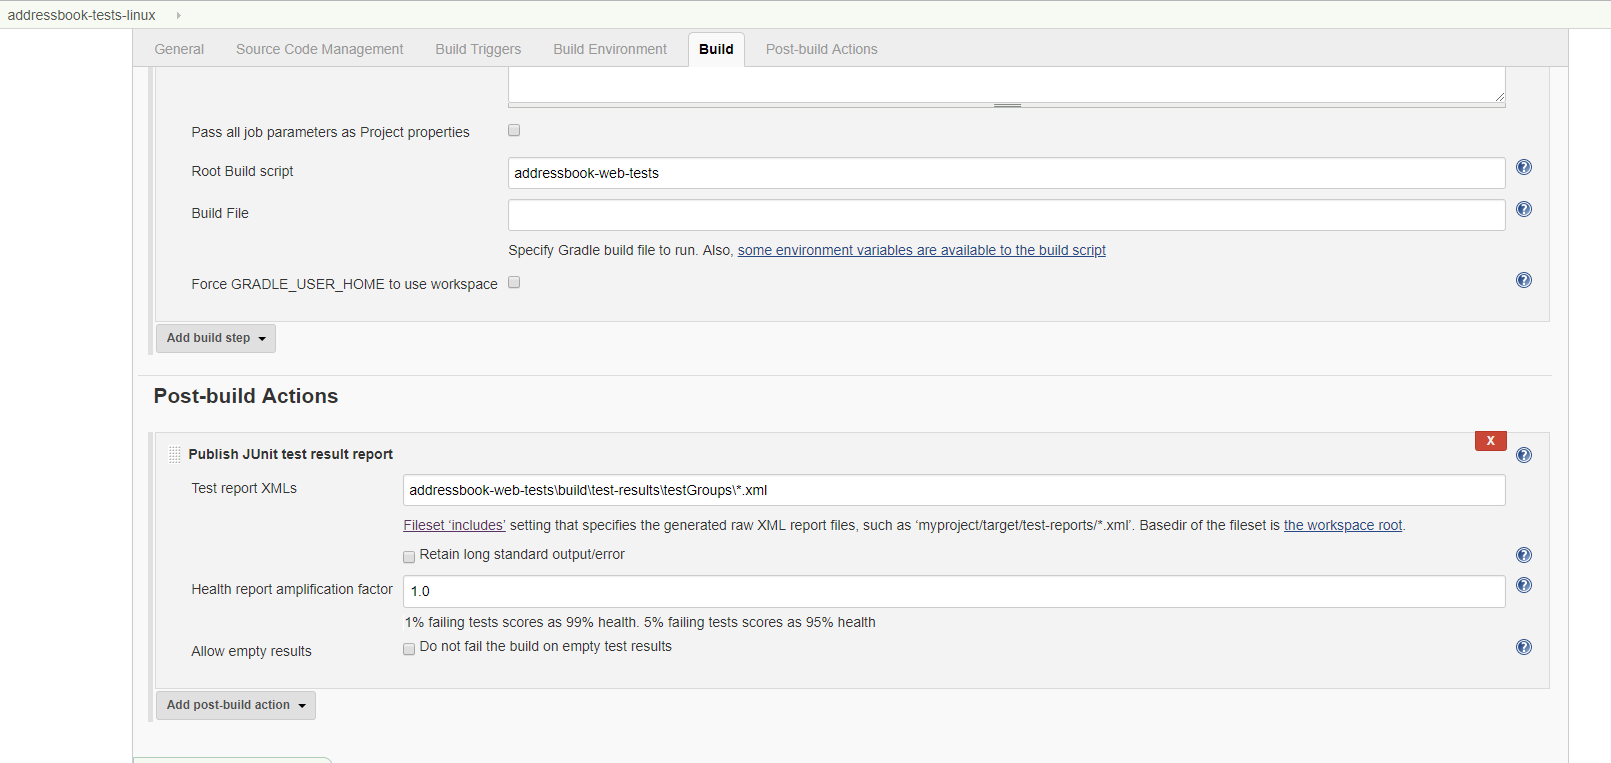 addressbook-tests-linux
General Source Code Management Build Triggers Build Environment Build Post-build Actions
Pass all job parameters as Project properties
Root Build script addressbook-web-tests
Build File
Specify Gradle build file to run. Also, some environment variables are available to the build script
Force GRADLE_USER_HOME to use workspace
Add build step
Post-build Actions
X
Publish JUnit test result report
Test report XMLs addressbook-web-tests\build\test-results\testGroups\*.xml
Fileset ‘includes’ setting that specifies the generated raw XML report files, such as ‘myproject/target/test-reports/*.xml’. Basedir of the fileset is the workspace root.
Retain long standard output/error
Health report amplification factor 1.0
1% failing tests scores as 99% health. 5% failing tests scores as 95% health
Allow empty results Do not fail the build on empty test results
Add post-build action